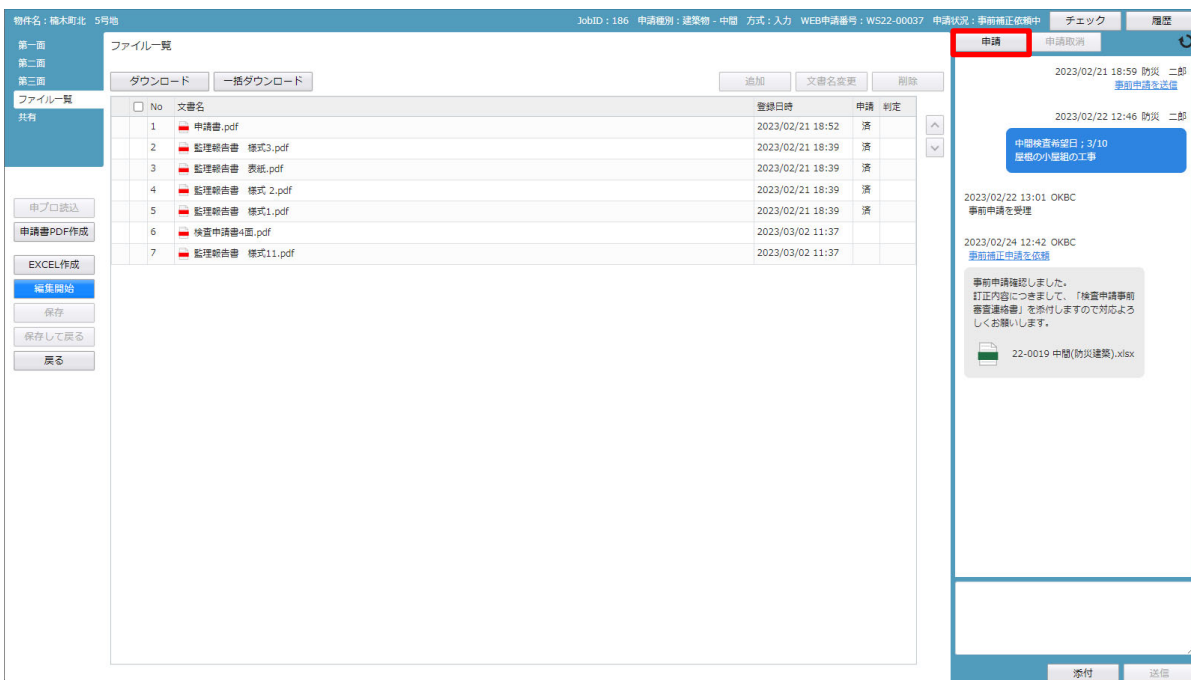 物件名：楠木町北　5号地
JobID：186　申請種別：建築物 - 中間　方式：入力　WEB申請番号：WS22-00037　申請状況：事前補正依頼中
チェック
履歴
第一面
第二面
第三面
ファイル一覧
共有
申プロ読込
申請書PDF作成
EXCEL作成
編集開始
保存
保存して戻る
戻る
ファイル一覧
ダウンロード
一括ダウンロード
追加
文書名変更
削除
No 文書名 登録日時 申請 判定
1 申請書.pdf 2023/02/21 18:52 済
2 監理報告書　様式3.pdf 2023/02/21 18:39 済
3 監理報告書　表紙.pdf 2023/02/21 18:39 済
4 監理報告書　様式 2.pdf 2023/02/21 18:39 済
5 監理報告書　様式1.pdf 2023/02/21 18:39 済
6 検査申請書4面.pdf 2023/03/02 11:37
7 監理報告書　様式11.pdf 2023/03/02 11:37
申請
申請取消
2023/02/21 18:59 防災　二郎
事前申請を送信
2023/02/22 12:46 防災　二郎
中間検査希望日；3/10
屋根の小屋組の工事
2023/02/22 13:01 OKBC
事前申請を受理
2023/02/24 12:42 OKBC
事前補正申請を依頼
事前申請確認しました。
訂正内容につきまして、「検査申請事前
審査連絡書」を添付しますので対応よろ
しくお願いします。
22-0019 中間(防災建築).xlsx
添付
送信